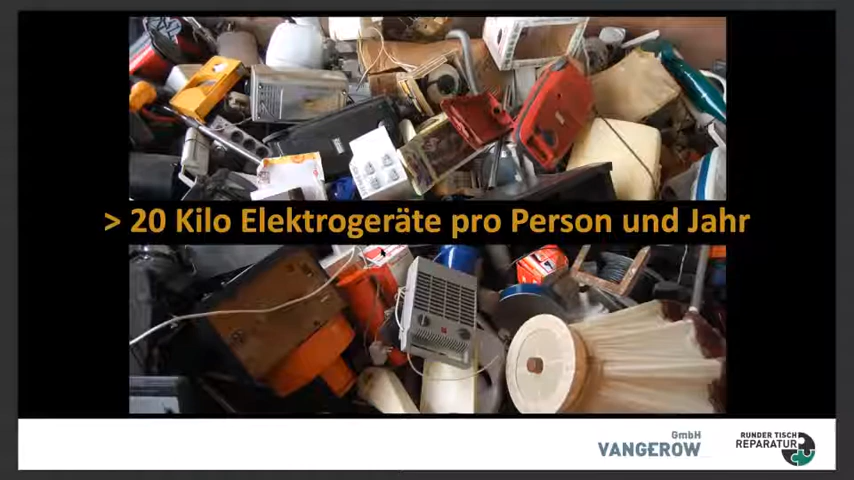 > 20 Kilo Elektrogeräte pro Person und Jahr
GmbH
VANGEROW
RUNDER TISCH
REPARATUR